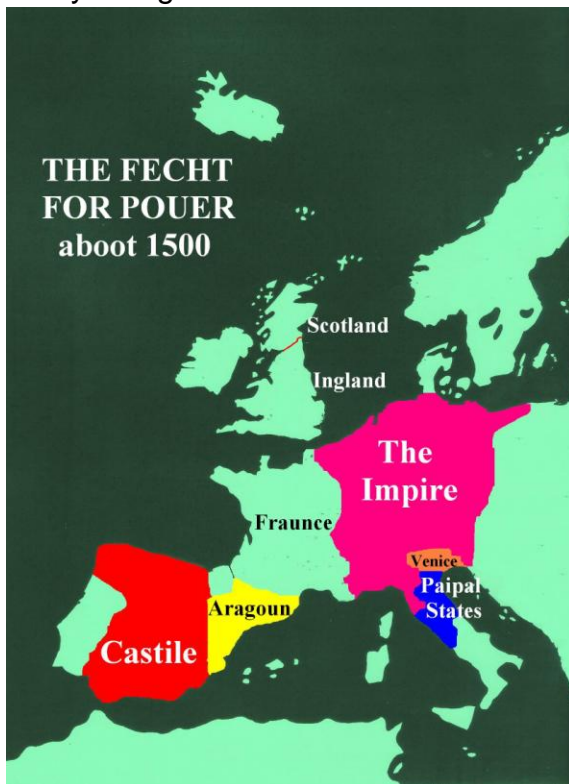 THE FECHT
FOR POUER
aboot 1500
Scotland
Ingland
The
Impire
Fraunce
Venice
Paipal
States
Aragoun
Castile